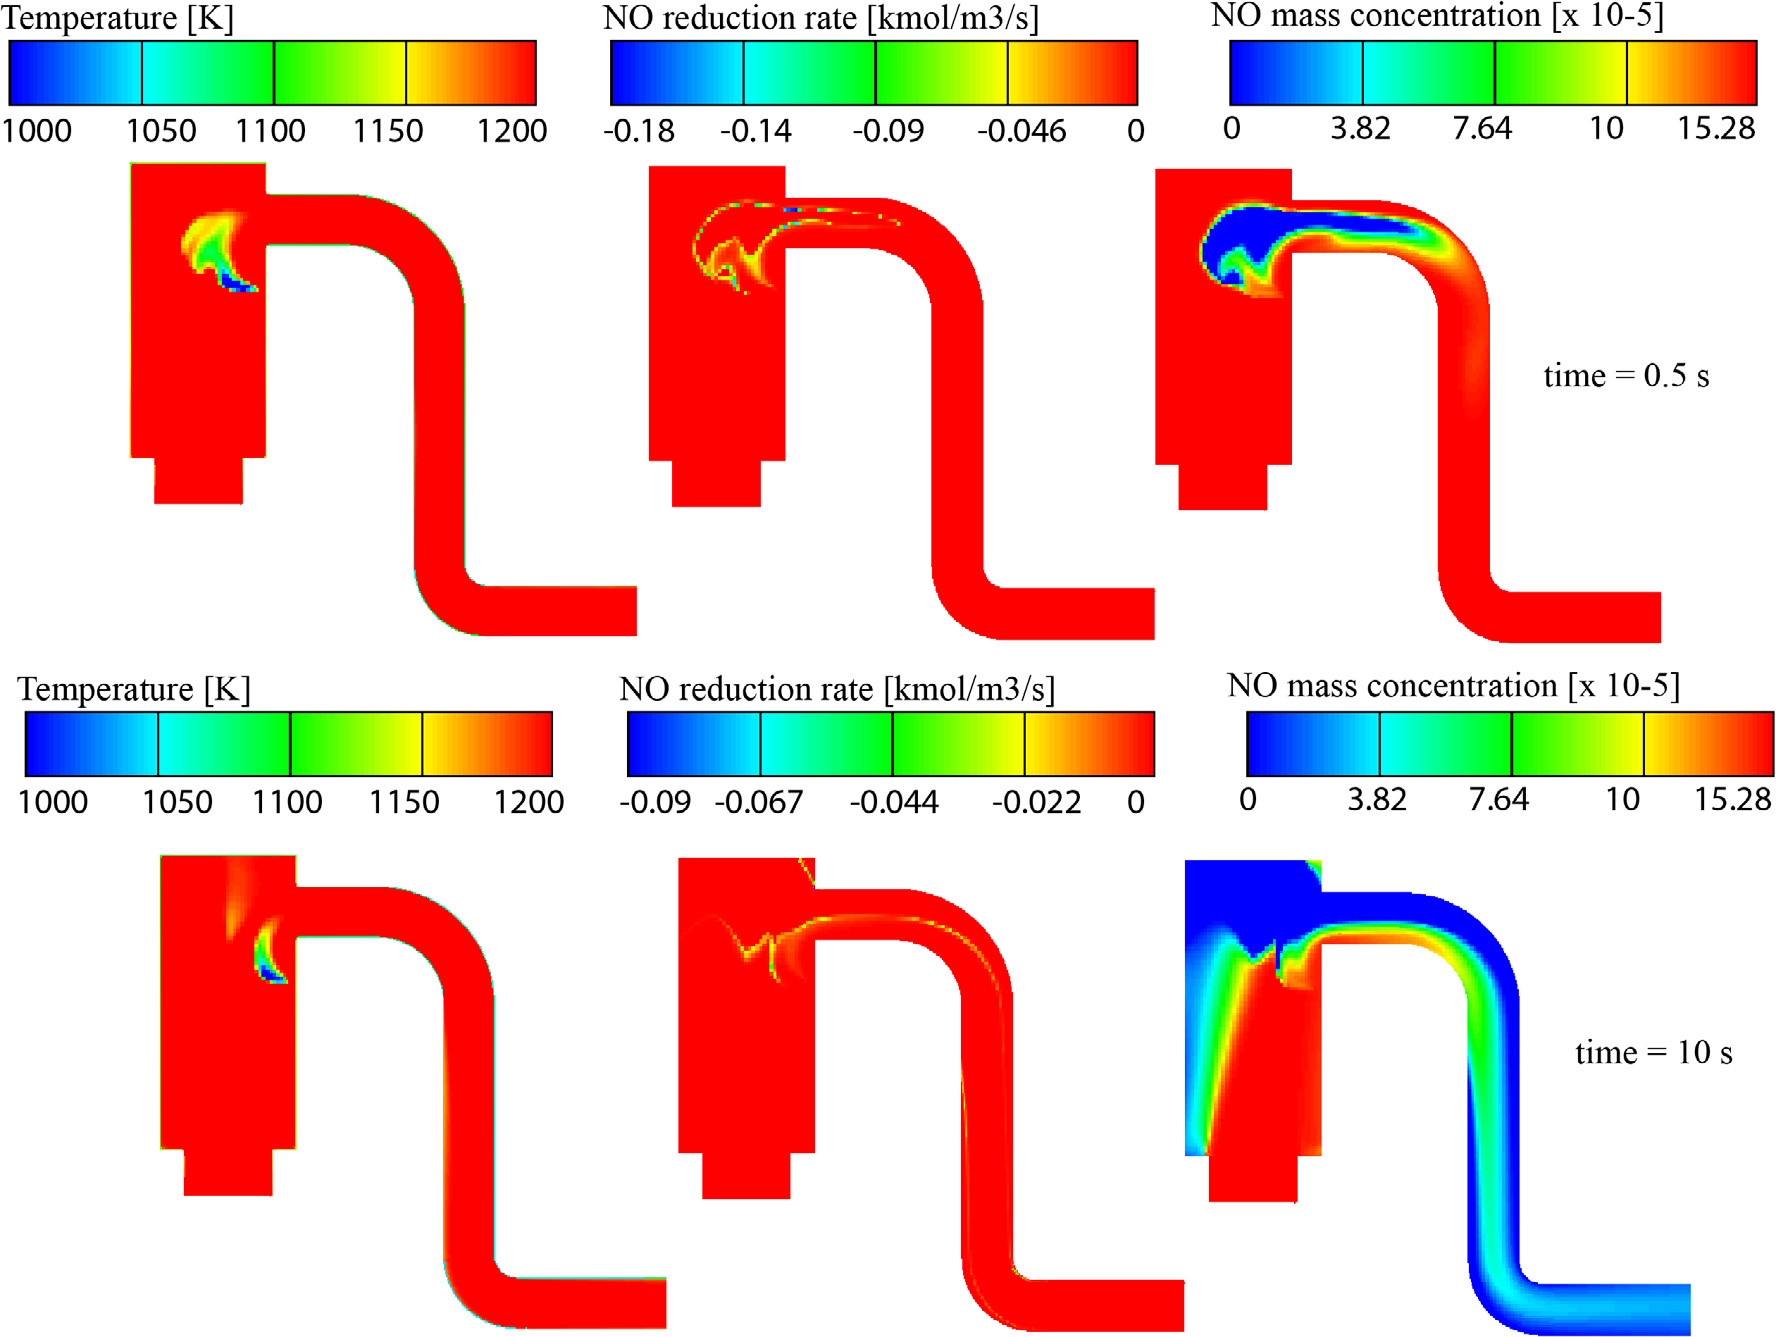 Temperature [K] NO reduction rate [kmol/m3/s] NO mass concentration [x 10-5]
1000 1050 1100 1150 1200 -0.18 -0.14 -0.09 -0.046 0 0 3.82 7.64 10 15.28
time = 0.5 s
Temperature [K] NO reduction rate [kmol/m3/s] NO mass concentration [x 10-5]
1000 1050 1100 1150 1200 -0.09 -0.067 -0.044 -0.022 0 0 3.82 7.64 10 15.28
time = 10 s